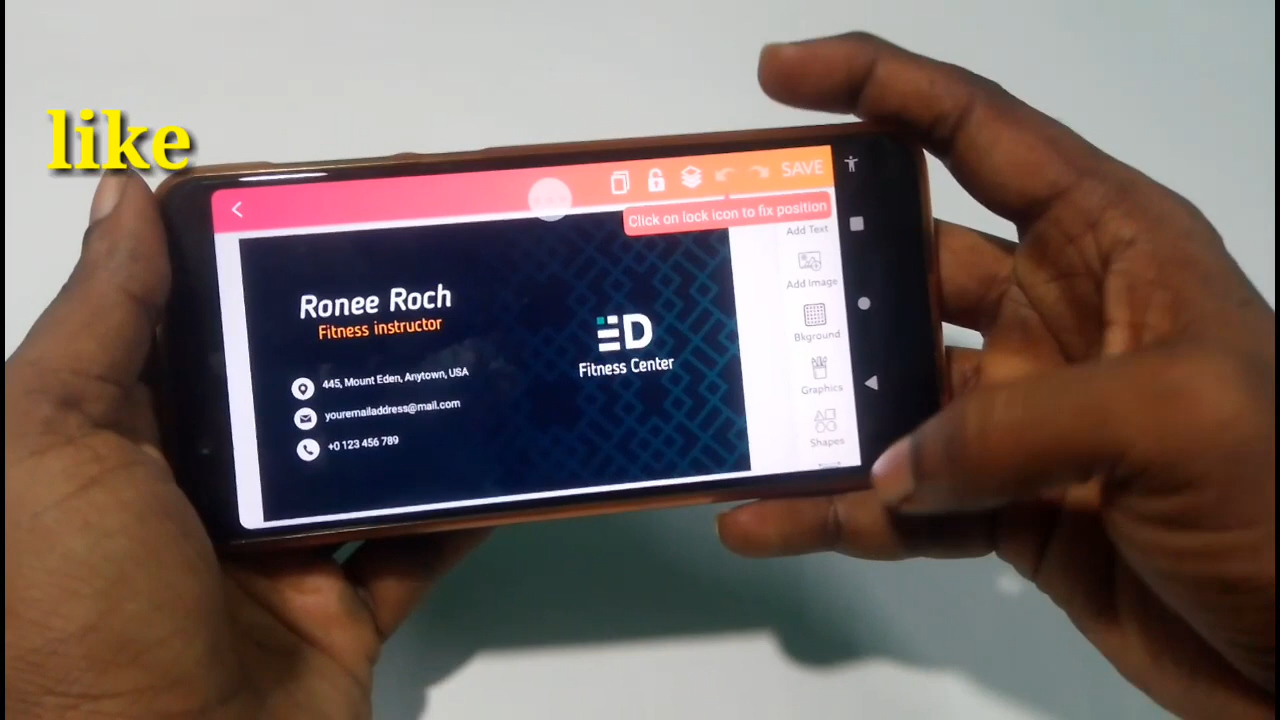 like
SAVE
Click on lock icon to fix position
Add Text
Add Image
Bkground
Graphics
Shapes
Ronee Roch
Fitness instructor
445, Mount Eden, Anytown, USA
youremailaddress@mail.com
+0 123 456 789
ED
Fitness Center